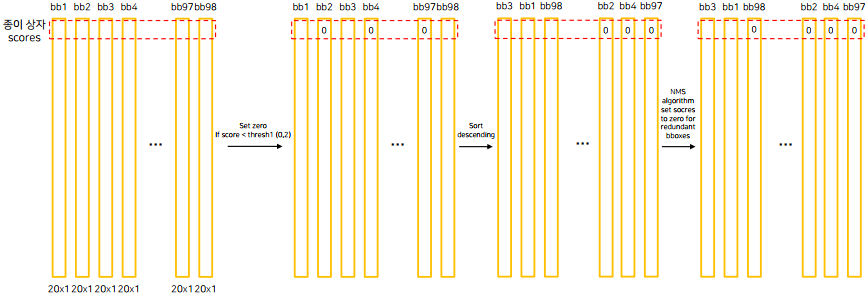 bb1 bb2 bb3 bb4 bb97 bb98
종이 상자
scores
20x1 20x1 20x1 20x1 20x1 20x1
Set zero
If score < thresh1 (0,2)
bb1 bb2 bb3 bb4 bb97 bb98
0 0 0
...
Sort
descending
bb3 bb1 bb98 bb2 bb4 bb97
0 0 0
...
NMS
algorithm
set socres
to zero for
redundant
bboxes
bb3 bb1 bb98 bb2 bb4 bb97
0 0 0 0
...